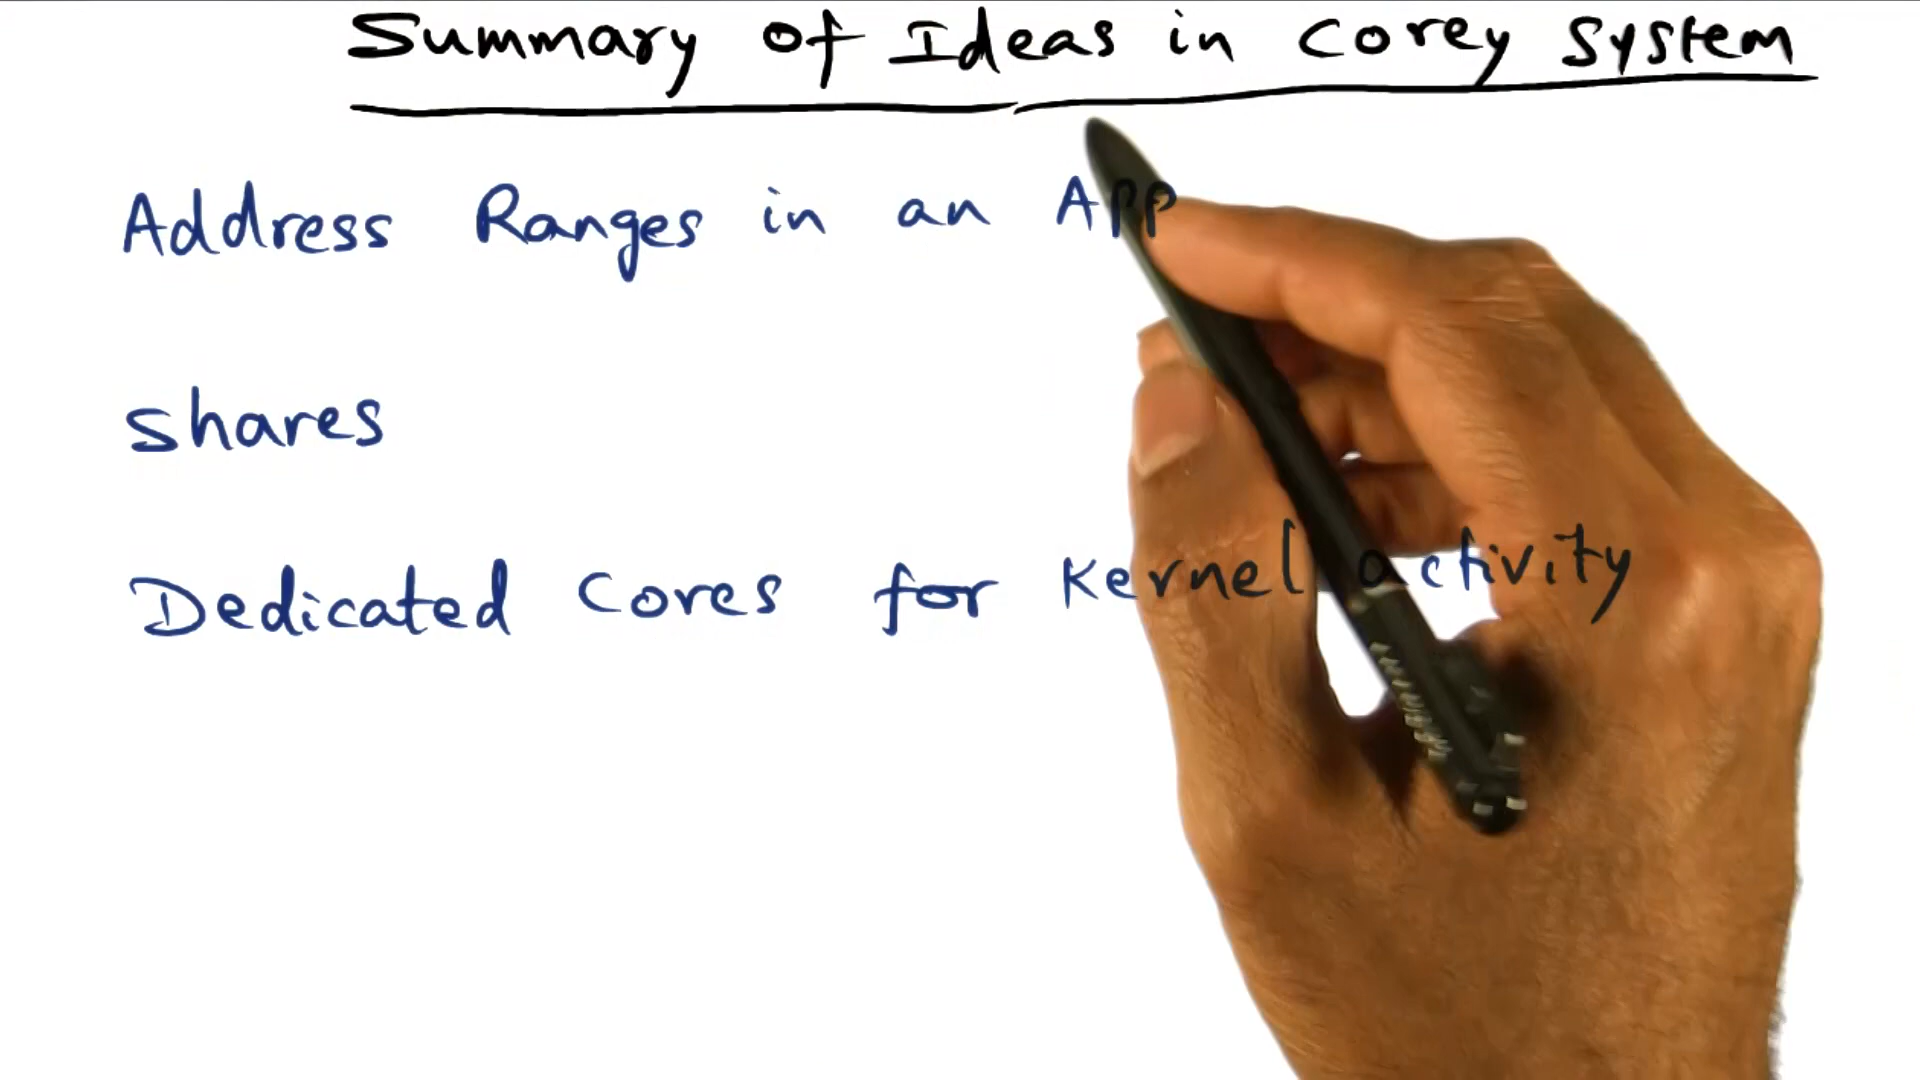 Summary of Ideas in Corey System
Address Ranges in an App
shares
Dedicated Cores for Kernel activity